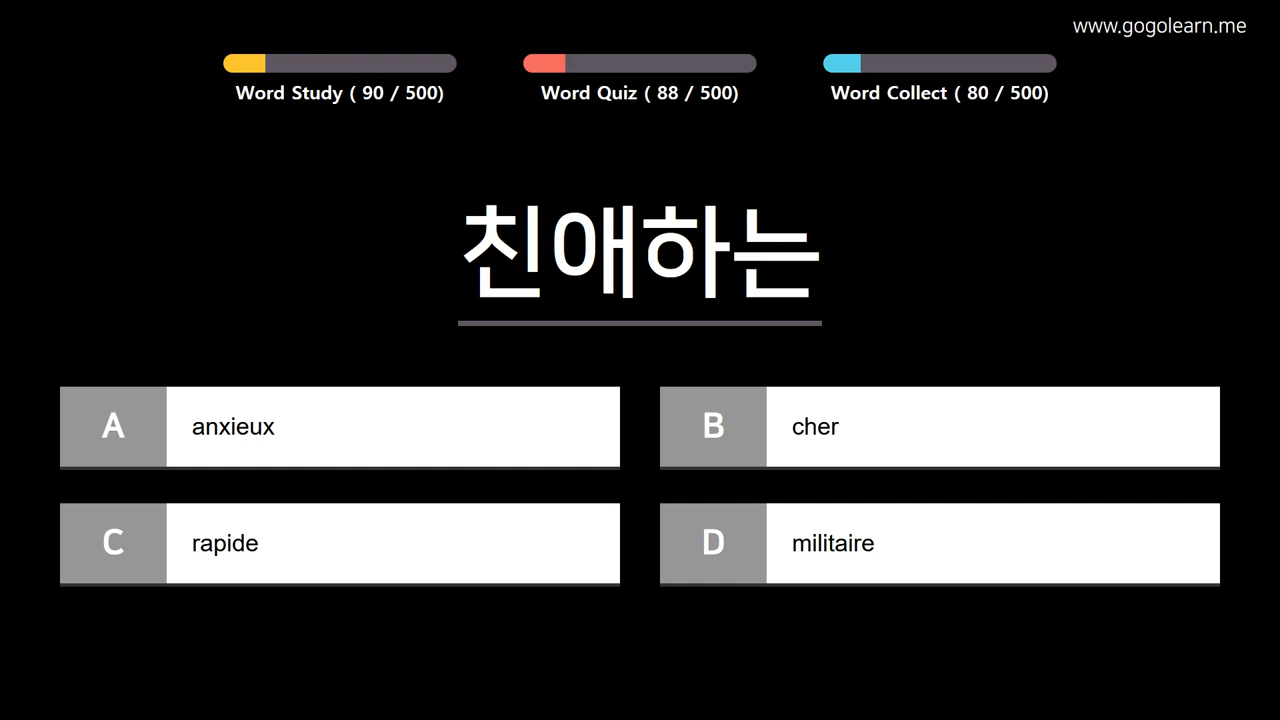 www.gogolearn.me
Word Study ( 90 / 500)
Word Quiz ( 88 / 500)
Word Collect ( 80 / 500)
친애하는
A anxieux
B cher
C rapide
D militaire